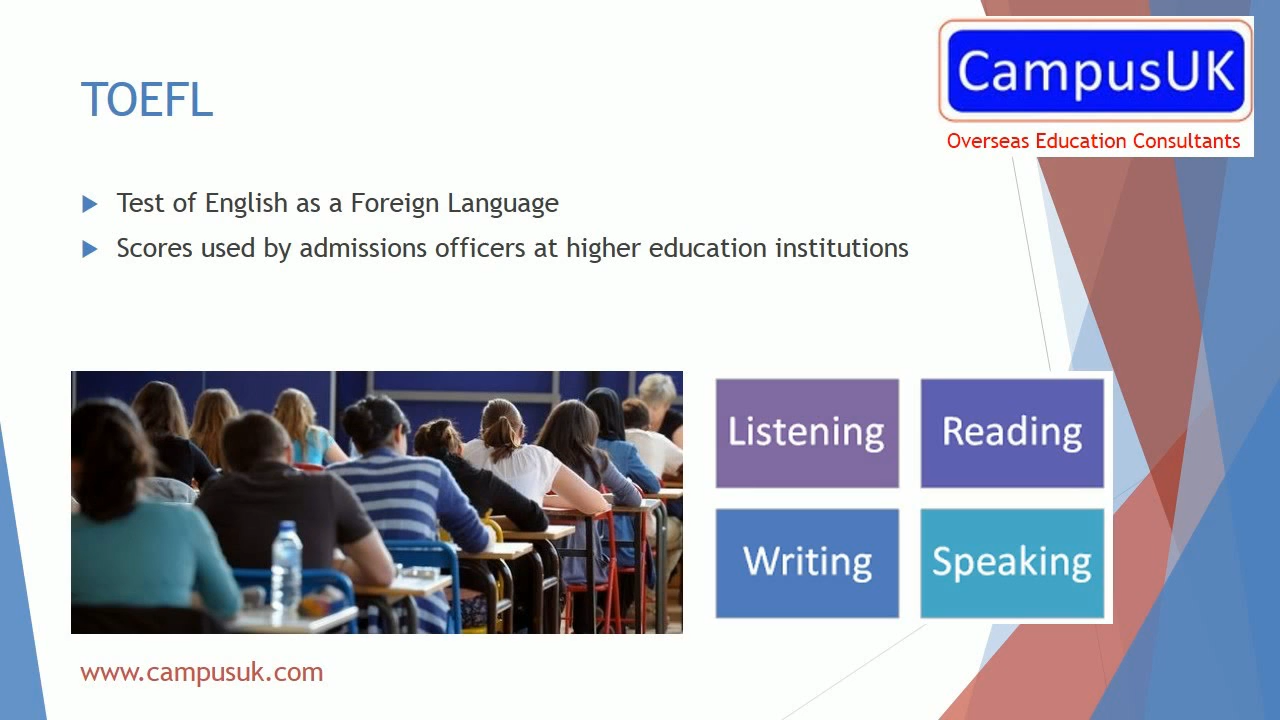 CampusUK
Overseas Education Consultants
TOEFL
Test of English as a Foreign Language
Scores used by admissions officers at higher education institutions
Listening
Reading
Writing
Speaking
www.campusuk.com